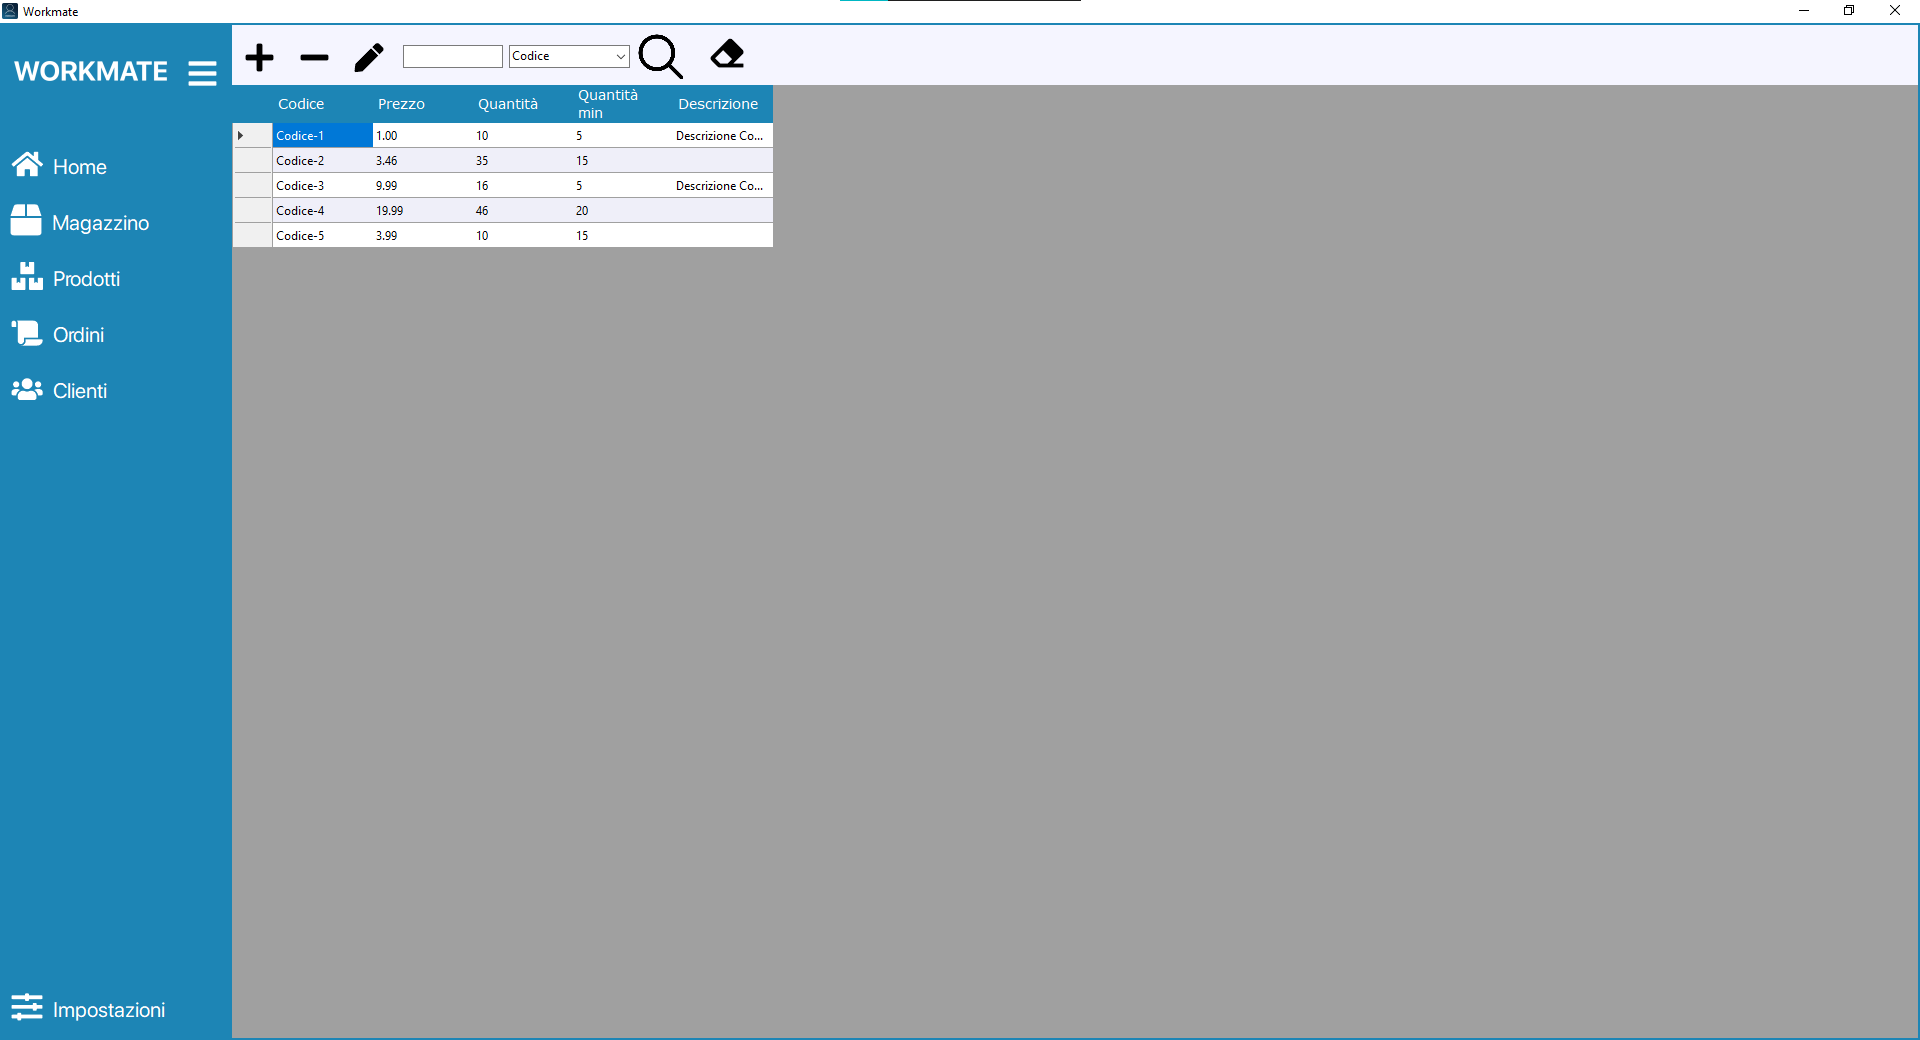 Workmate
WORKMATE
Home
Magazzino
Prodotti
Ordini
Clienti
Impostazioni
Codice
Codice Prezzo Quantità Quantità min Descrizione
Codice-1 1.00 10 5 Descrizione Co...
Codice-2 3.46 35 15
Codice-3 9.99 16 5 Descrizione Co...
Codice-4 19.99 46 20
Codice-5 3.99 10 15